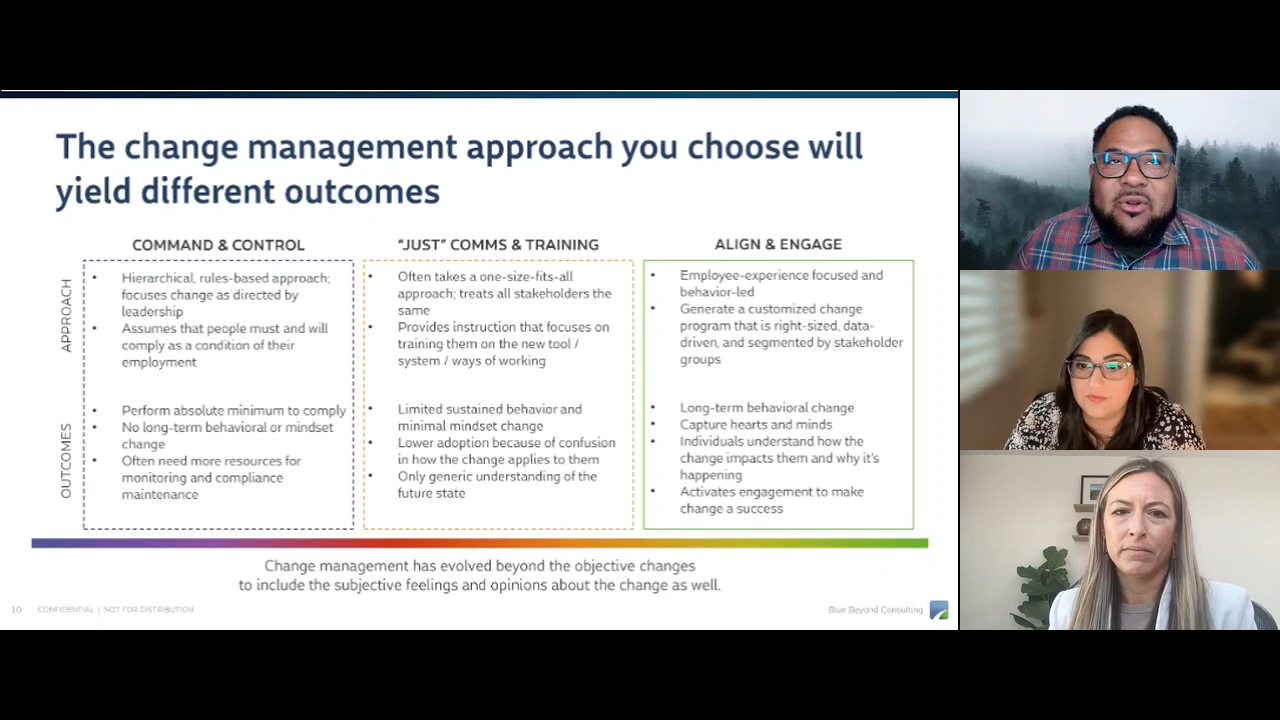 The change management approach you choose will
yield different outcomes
COMMAND & CONTROL
"JUST" COMMS & TRAINING
ALIGN & ENGAGE
APPROACH
• Hierarchical, rules-based approach;
focuses change as directed by
leadership
• Assumes that people must and will
comply as a condition of their
employment
• Often takes a one-size-fits-all
approach; treats all stakeholders the
same
• Provides instruction that focuses on
training them on the new tool /
system / ways of working
• Employee-experience focused and
behavior-led
• Generate a customized change
program that is right-sized, data-
driven, and segmented by stakeholder
groups
OUTCOMES
• Perform absolute minimum to comply
• No long-term behavioral or mindset
change
• Often need more resources for
monitoring and compliance
maintenance
• Limited sustained behavior and
minimal mindset change
• Lower adoption because of confusion
in how the change applies to them
• Only generic understanding of the
future state
• Long-term behavioral change
• Capture hearts and minds
• Individuals understand how the
change impacts them and why it's
happening
• Activates engagement to make
change a success
Change management has evolved beyond the objective changes
to include the subjective feelings and opinions about the change as well.
10 CONFIDENTIAL | NOT FOR DISTRIBUTION
Blue Beyond Consulting